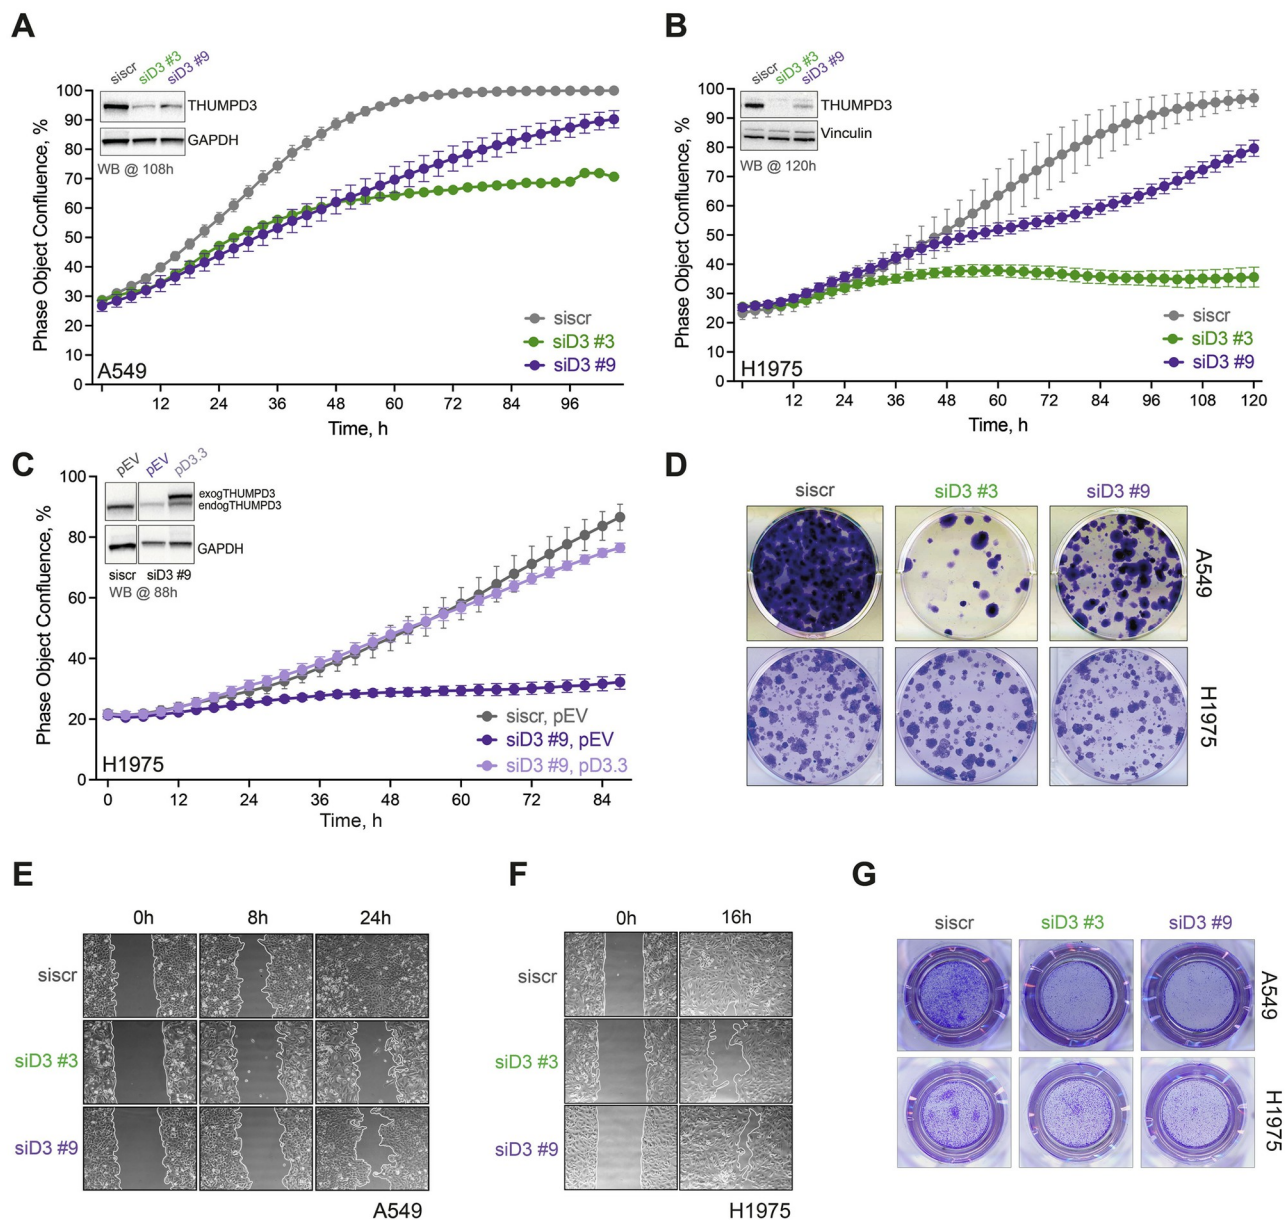 A
siscr
siD3 #3
siD3 #9
THUMPD3
GAPDH
WB @ 108h
Phase Object Confluence, %
100
90
80
70
60
50
40
30
20
10
0
siscr
siD3 #3
siD3 #9
A549
12 24 36 48 60 72 84 96
Time, h
B
siscr
siD3 #3
siD3 #9
THUMPD3
Vinculin
WB @ 120h
Phase Object Confluence, %
100
90
80
70
60
50
40
30
20
10
0
siscr
siD3 #3
siD3 #9
H1975
12 24 36 48 60 72 84 96 108 120
Time, h
C
pEV
pEV
pD3.3
exogTHUMPD3
endogTHUMPD3
GAPDH
siscr siD3 #9
WB @ 88h
Phase Object Confluence, %
100
80
60
40
20
0
siscr, pEV
siD3 #9, pEV
siD3 #9, pD3.3
H1975
0 12 24 36 48 60 72 84
Time, h
D
siscr siD3 #3 siD3 #9
A549
H1975
E
0h 8h 24h
siscr
siD3 #3
siD3 #9
A549
F
0h 16h
siscr
siD3 #3
siD3 #9
H1975
G
siscr siD3 #3 siD3 #9
A549
H1975